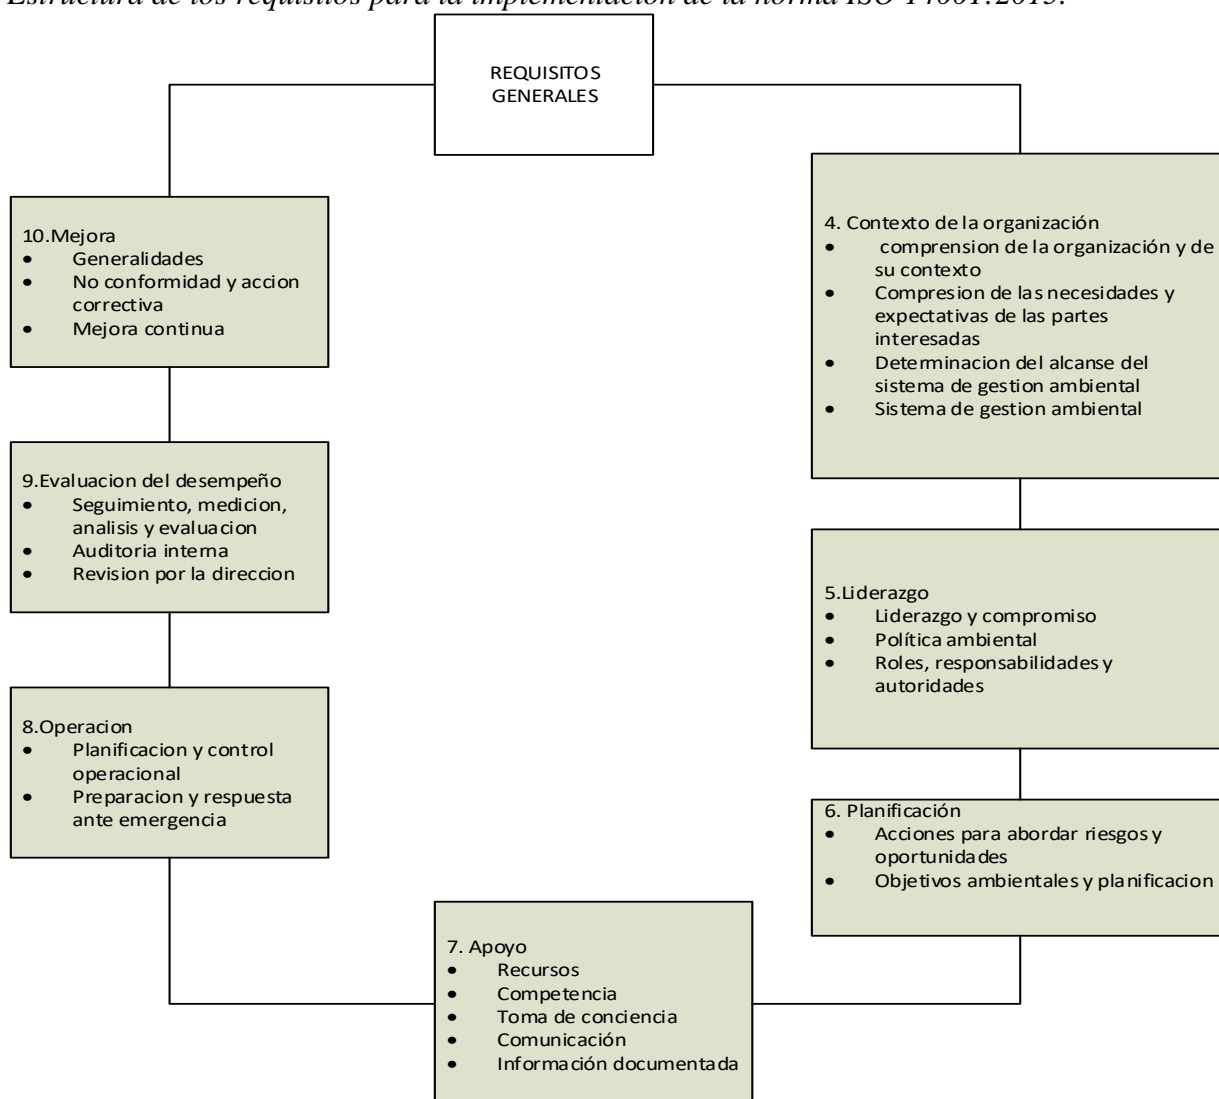 Estructura de los requisitos para la implementación de la norma ISO 14001:2015.
REQUISITOS
GENERALES
4. Contexto de la organización
• comprension de la organización y de
su contexto
• Compresion de las necesidades y
expectativas de las partes
interesadas
• Determinacion del alcanse del
sistema de gestion ambiental
• Sistema de gestion ambiental
5.Liderazgo
• Liderazgo y compromiso
• Política ambiental
• Roles, responsabilidades y
autoridades
6. Planificación
• Acciones para abordar riesgos y
oportunidades
• Objetivos ambientales y planificacion
7. Apoyo
• Recursos
• Competencia
• Toma de conciencia
• Comunicación
• Información documentada
8.Operacion
• Planificacion y control
operacional
• Preparacion y respuesta
ante emergencia
9.Evaluacion del desempeño
• Seguimiento, medicion,
analisis y evaluacion
• Auditoria interna
• Revision por la direccion
10.Mejora
• Generalidades
• No conformidad y accion
correctiva
• Mejora continua